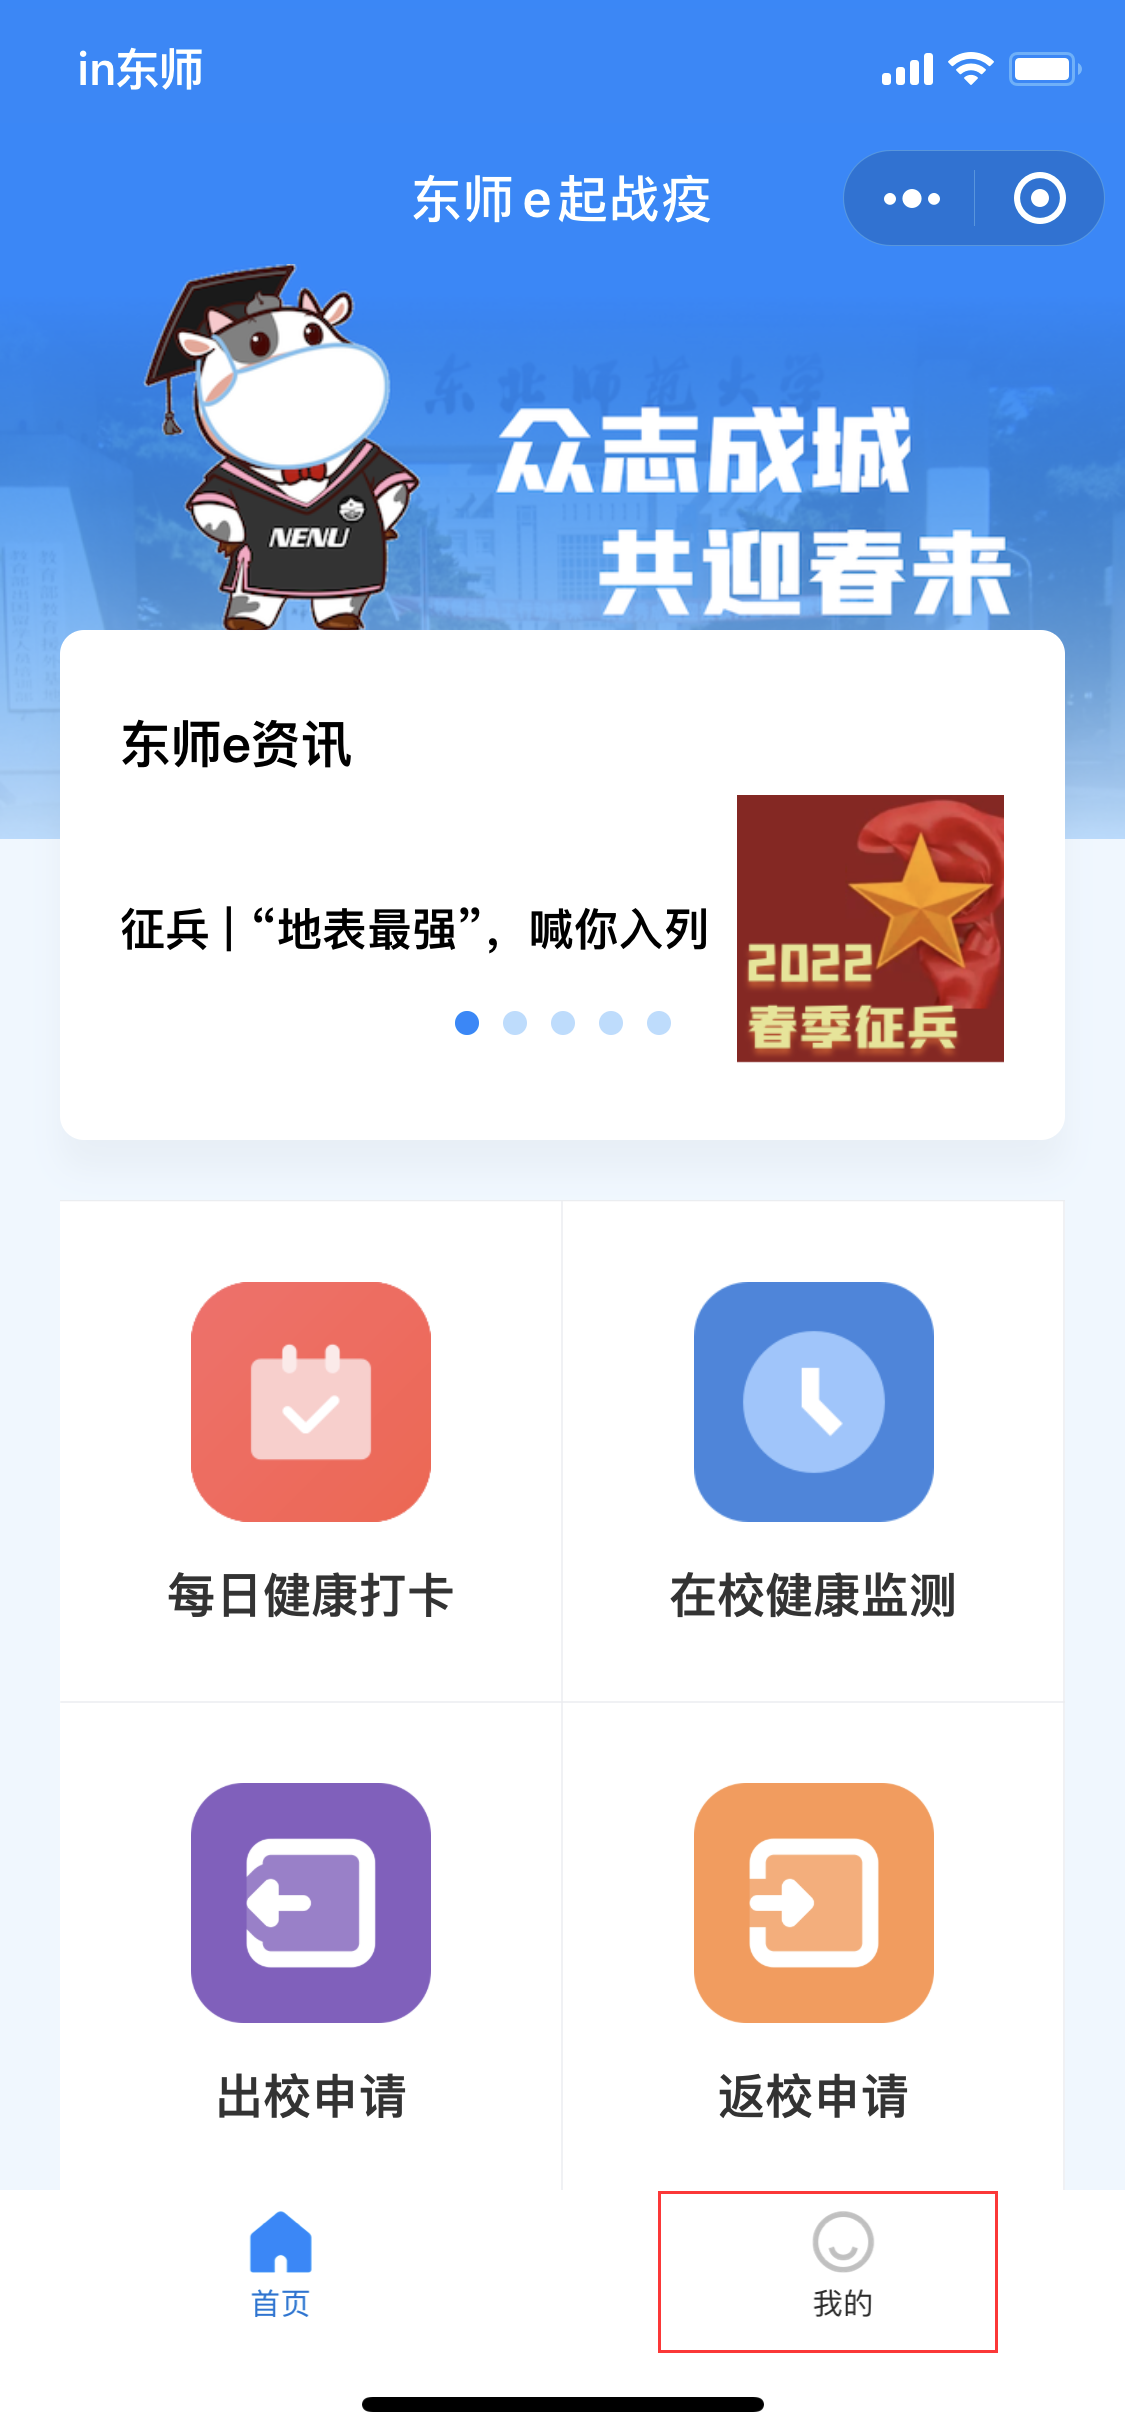 in东师
东师e起战疫
东北师范大学
众志成城
共迎春来
NENU
东师e资讯
征兵 | “地表最强”，喊你入列
2022
春季征兵
每日健康打卡
在校健康监测
出校申请
返校申请
首页
我的